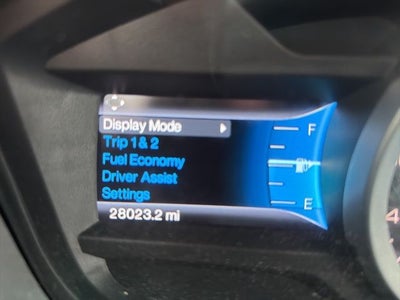 Display Mode
F
Trip 1 & 2
Fuel Economy
Driver Assist
Settings
E
28023.2 mi